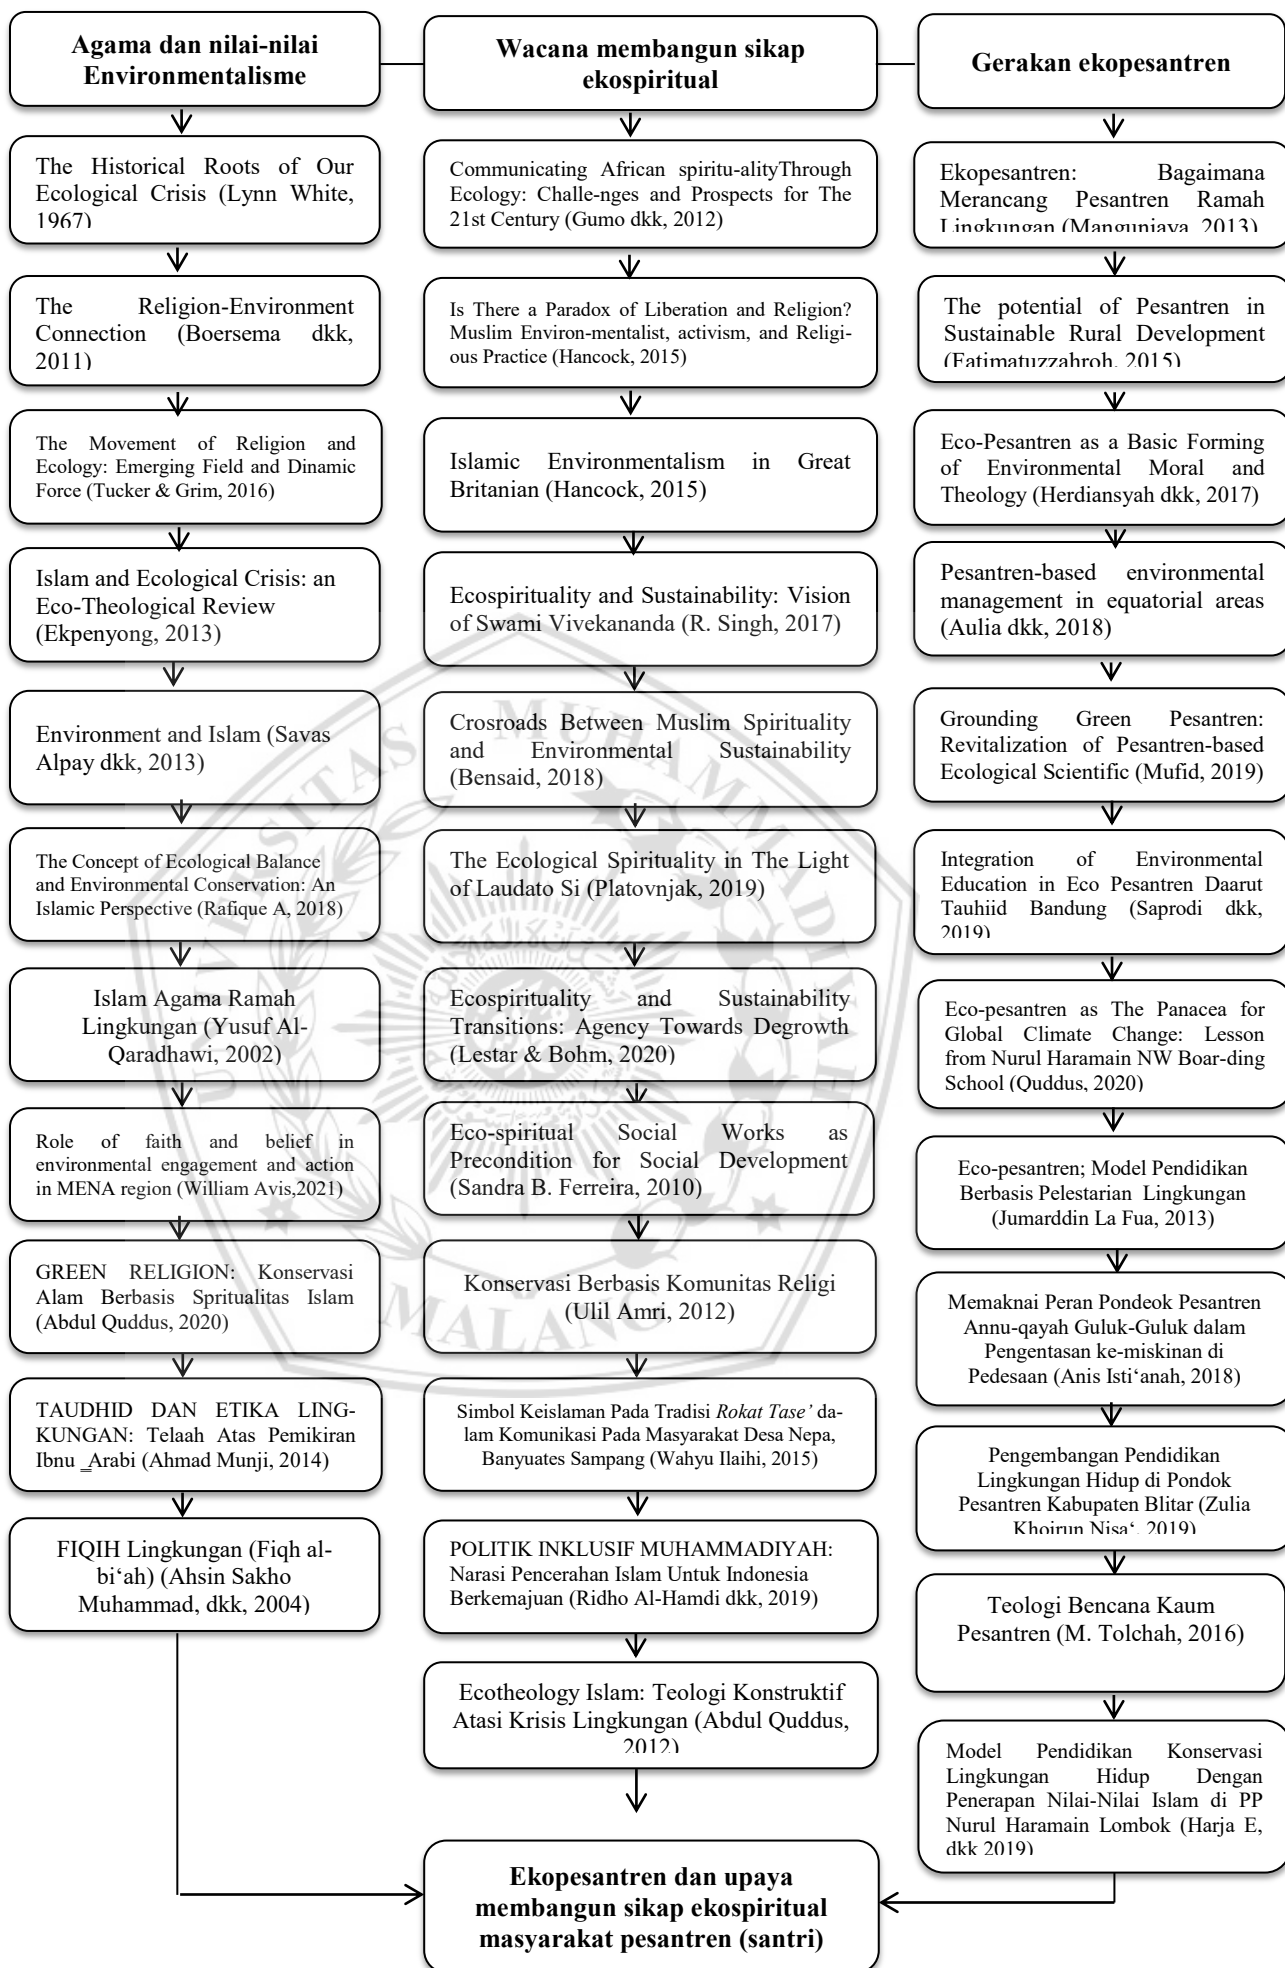 Agama dan nilai-nilai
Environmentalisme
The Historical Roots of Our
Ecological Crisis (Lynn White,
1967)
The Religion-Environment
Connection (Boersema dkk,
2011)
The Movement of Religion and
Ecology: Emerging Field and Dinamic
Force (Tucker & Grim, 2016)
Islam and Ecological Crisis: an
Eco-Theological Review
(Ekpenyong, 2013)
Environment and Islam (Savas
Alpay dkk, 2013)
The Concept of Ecological Balance
and Environmental Conservation: An
Islamic Perspective (Rafique A, 2018)
Islam Agama Ramah
Lingkungan (Yusuf Al-
Qaradhawi, 2002)
Role of faith and belief in
environmental engagement and action
in MENA region (William Avis,2021)
GREEN RELIGION: Konservasi
Alam Berbasis Spritualitas Islam
(Abdul Quddus, 2020)
TAUDHID DAN ETIKA LING-
KUNGAN: Telaah Atas Pemikiran
Ibnu ‗Arabi (Ahmad Munji, 2014)
FIQIH Lingkungan (Fiqh al-
bi‘ah) (Ahsin Sakho
Muhammad, dkk, 2004)
Wacana membangun sikap
ekospiritual
Communicating African spiritu-alityThrough
Ecology: Challe-nges and Prospects for The
21st Century (Gumo dkk, 2012)
Is There a Paradox of Liberation and Religion?
Muslim Environ-mentalist, activism, and Religi-
ous Practice (Hancock, 2015)
Islamic Environmentalism in Great
Britanian (Hancock, 2015)
Ecospirituality and Sustainability: Vision
of Swami Vivekananda (R. Singh, 2017)
Crosroads Between Muslim Spirituality
and Environmental Sustainability
(Bensaid, 2018)
The Ecological Spirituality in The Light
of Laudato Si (Platovnjak, 2019)
Ecospirituality and Sustainability
Transitions: Agency Towards Degrowth
(Lestar & Bohm, 2020)
Eco-spiritual Social Works as
Precondition for Social Development
(Sandra B. Ferreira, 2010)
Konservasi Berbasis Komunitas Religi
(Ulil Amri, 2012)
Simbol Keislaman Pada Tradisi Rokat Tase’ da-
lam Komunikasi Pada Masyarakat Desa Nepa,
Banyuates Sampang (Wahyu Ilaihi, 2015)
POLITIK INKLUSIF MUHAMMADIYAH:
Narasi Pencerahan Islam Untuk Indonesia
Berkemajuan (Ridho Al-Hamdi dkk, 2019)
Ecotheology Islam: Teologi Konstruktif
Atasi Krisis Lingkungan (Abdul Quddus,
2012)
Gerakan ekopesantren
Ekopesantren: Bagaimana
Merancang Pesantren Ramah
Lingkungan (Mangunjaya, 2013)
The potential of Pesantren in
Sustainable Rural Development
(Fatimatuzzahroh, 2015)
Eco-Pesantren as a Basic Forming
of Environmental Moral and
Theology (Herdiansyah dkk, 2017)
Pesantren-based environmental
management in equatorial areas
(Aulia dkk, 2018)
Grounding Green Pesantren:
Revitalization of Pesantren-based
Ecological Scientific (Mufid, 2019)
Integration of Environmental
Education in Eco Pesantren Daarut
Tauhiid Bandung (Saprodi dkk,
2019)
Eco-pesantren as The Panacea for
Global Climate Change: Lesson
from Nurul Haramain NW Boar-ding
School (Quddus, 2020)
Eco-pesantren; Model Pendidikan
Berbasis Pelestarian Lingkungan
(Jumarddin La Fua, 2013)
Memaknai Peran Pondeok Pesantren
Annu-qayah Guluk-Guluk dalam
Pengentasan ke-miskinan di
Pedesaan (Anis Isti‘anah, 2018)
Pengembangan Pendidikan
Lingkungan Hidup di Pondok
Pesantren Kabupaten Blitar (Zulia
Khoirun Nisa‘, 2019)
Teologi Bencana Kaum
Pesantren (M. Tolchah, 2016)
Model Pendidikan Konservasi
Lingkungan Hidup Dengan
Penerapan Nilai-Nilai Islam di PP
Nurul Haramain Lombok (Harja E,
dkk 2019)
Ekopesantren dan upaya
membangun sikap ekospiritual
masyarakat pesantren (santri)
UNIVERSITAS MUHAMMADIYAH
MALANG